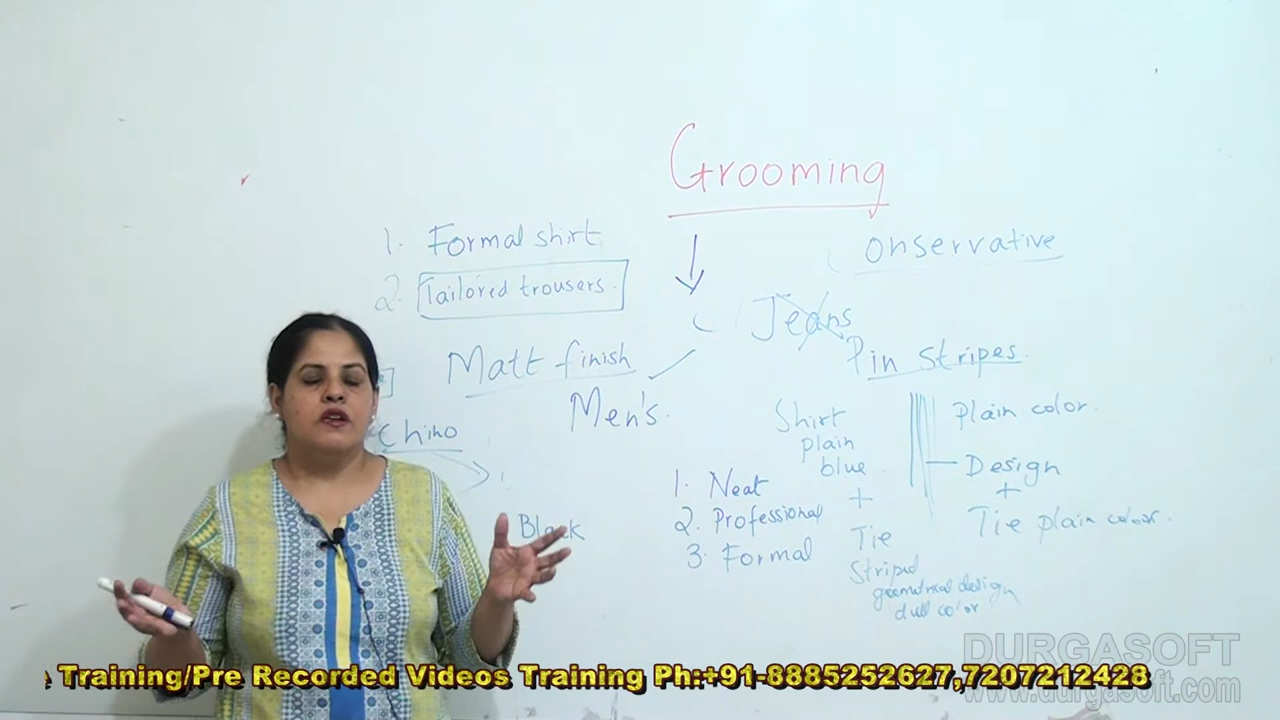 Grooming
1. Formal shirt
2. Tailored trousers.
onservative
Jeans
Matt finish
Pin stripes.
Men's.
Chino
Shirt
plain
blue
+
Tie
Striped
geometrical design
dull color
Plain color.
Design
+
Tie plain color.
1. Neat
2. Professional
3. Formal
Black
DURGASOFT
www.durgasoft.com
Training/Pre Recorded Videos Training Ph:+91-8885252627,7207212428